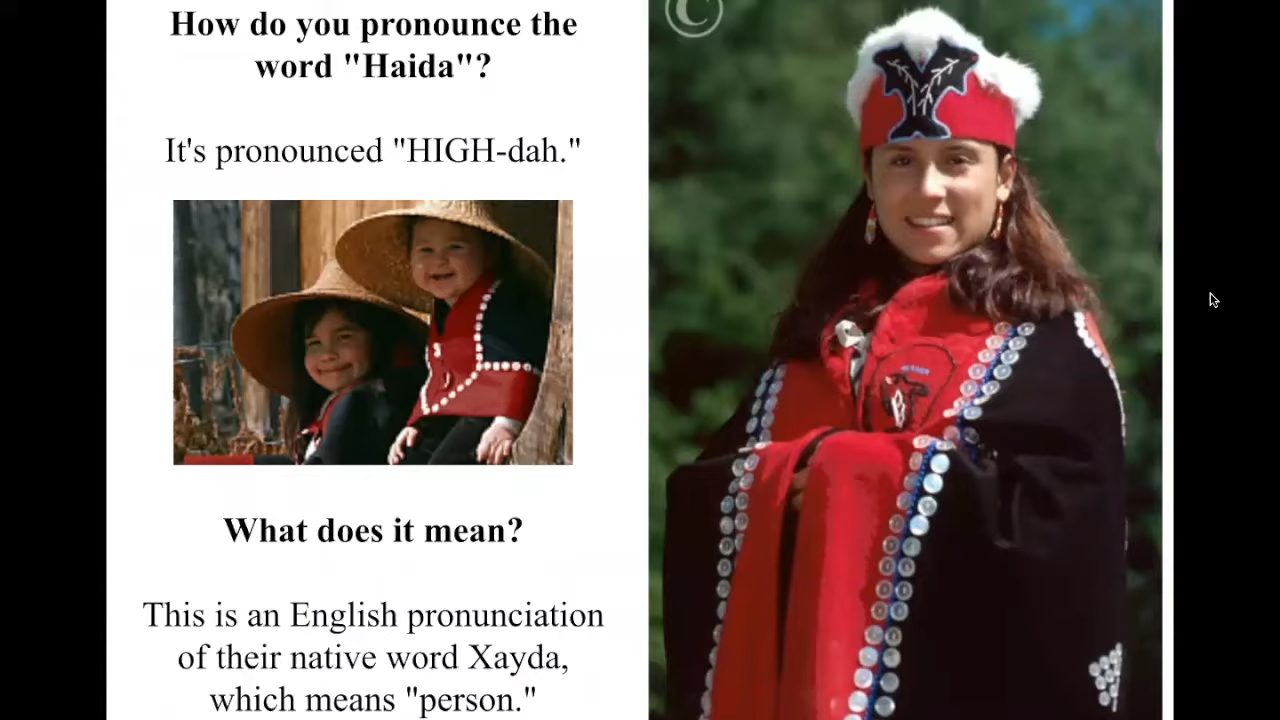 How do you pronounce the
word "Haida"?
It's pronounced "HIGH-dah."
What does it mean?
This is an English pronunciation
of their native word Xayda,
which means "person."
©